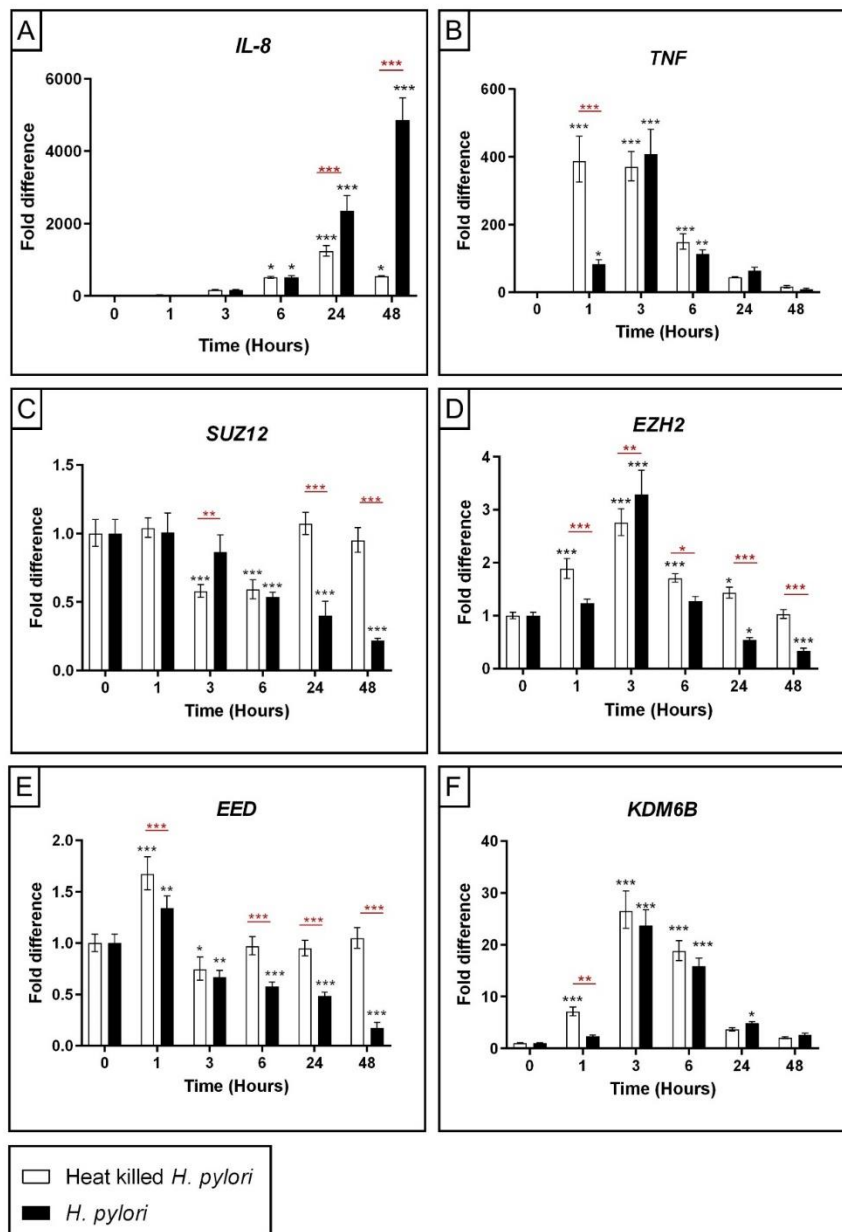 A
IL-8
Fold difference
6000
4000
2000
0
* * *** *** *** * *** ***
0 1 3 6 24 48
Time (Hours)
B
TNF
Fold difference
600
400
200
0
*** *** * *** *** *** **
0 1 3 6 24 48
Time (Hours)
C
SUZ12
Fold difference
1.5
1.0
0.5
0.0
** *** *** *** *** *** *** ***
0 1 3 6 24 48
Time (Hours)
D
EZH2
Fold difference
4
3
2
1
0
*** *** ** *** *** * *** *** * * *** ***
0 1 3 6 24 48
Time (Hours)
E
EED
Fold difference
2.0
1.5
1.0
0.5
0.0
*** *** ** * ** *** *** *** *** *** ***
0 1 3 6 24 48
Time (Hours)
F
KDM6B
Fold difference
40
30
20
10
0
*** ** *** *** *** *** *
0 1 3 6 24 48
Time (Hours)
Heat killed H. pylori
H. pylori